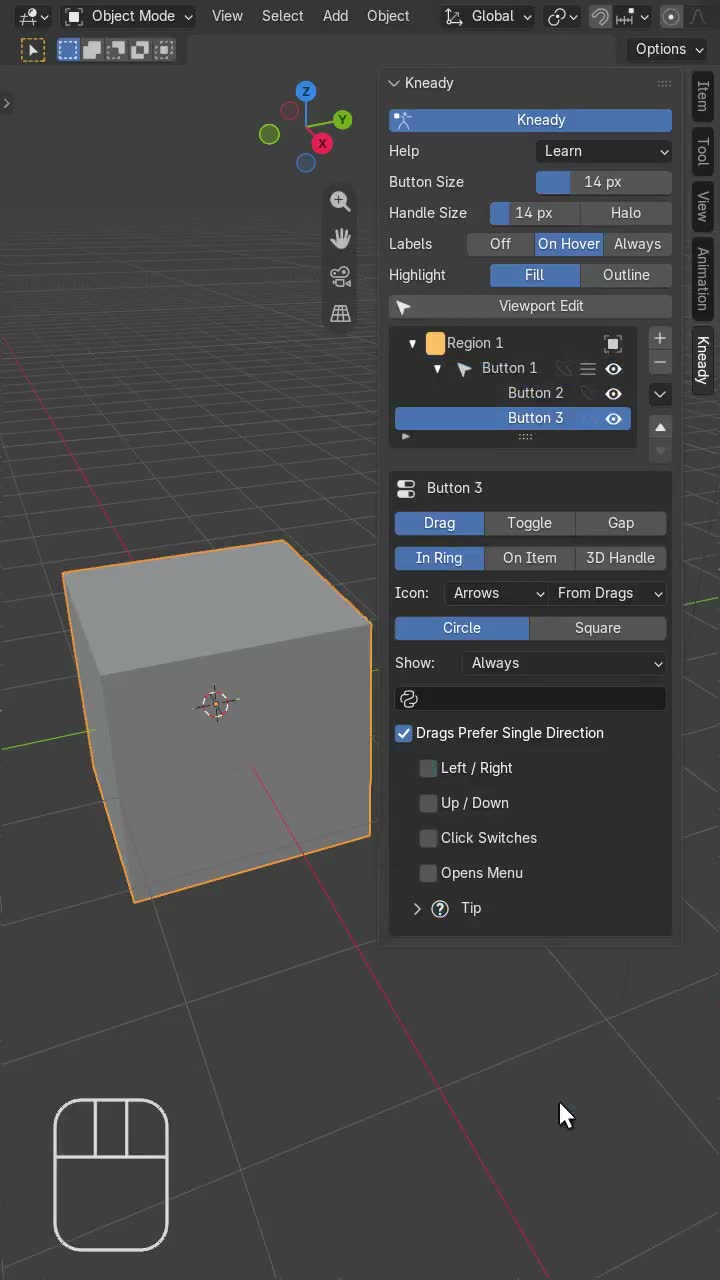 Object Mode View Select Add Object Global
Options
Kneady
Item
Tool
View
Animation
Kneady
Z
Y
X
Kneady
Help Learn
Button Size 14 px
Handle Size 14 px Halo
Labels Off On Hover Always
Highlight Fill Outline
Viewport Edit
Region 1
Button 1
Button 2
Button 3
Button 3
Drag Toggle Gap
In Ring On Item 3D Handle
Icon: Arrows From Drags
Circle Square
Show: Always
Drags Prefer Single Direction
Left / Right
Up / Down
Click Switches
Opens Menu
? Tip